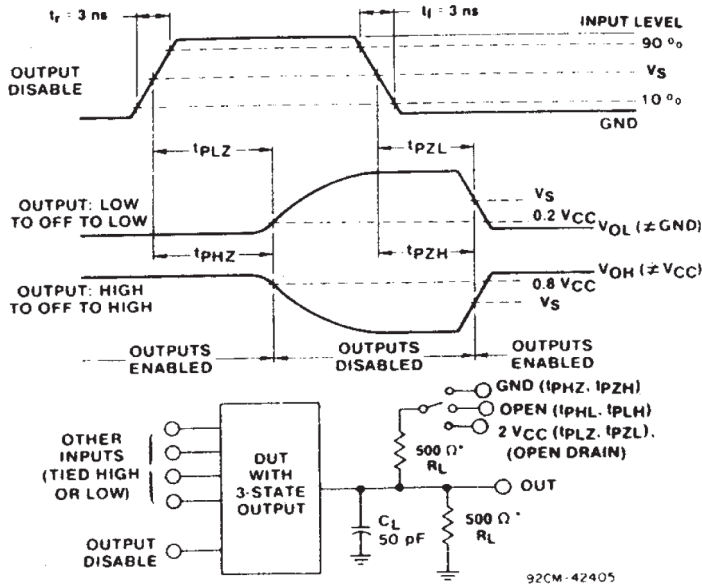 tr = 3 ns
tf = 3 ns
INPUT LEVEL
90 %
VS
10 %
GND
OUTPUT
DISABLE
tPLZ
tPZL
OUTPUT: LOW
TO OFF TO LOW
VS
0.2 VCC
VOL (≠GND)
tPHZ
tPZH
OUTPUT: HIGH
TO OFF TO HIGH
VOH (≠VCC)
0.8 VCC
VS
OUTPUTS
ENABLED
OUTPUTS
DISABLED
OUTPUTS
ENABLED
GND (tPHZ, tPZH)
OPEN (tPHL, tPLH)
2 VCC (tPLZ, tPZL),
(OPEN DRAIN)
OTHER
INPUTS
(TIED HIGH
OR LOW)
OUTPUT
DISABLE
DUT
WITH
3-STATE
OUTPUT
500 Ω*
RL
OUT
CL
50 pF
500 Ω*
RL
92CM-42405